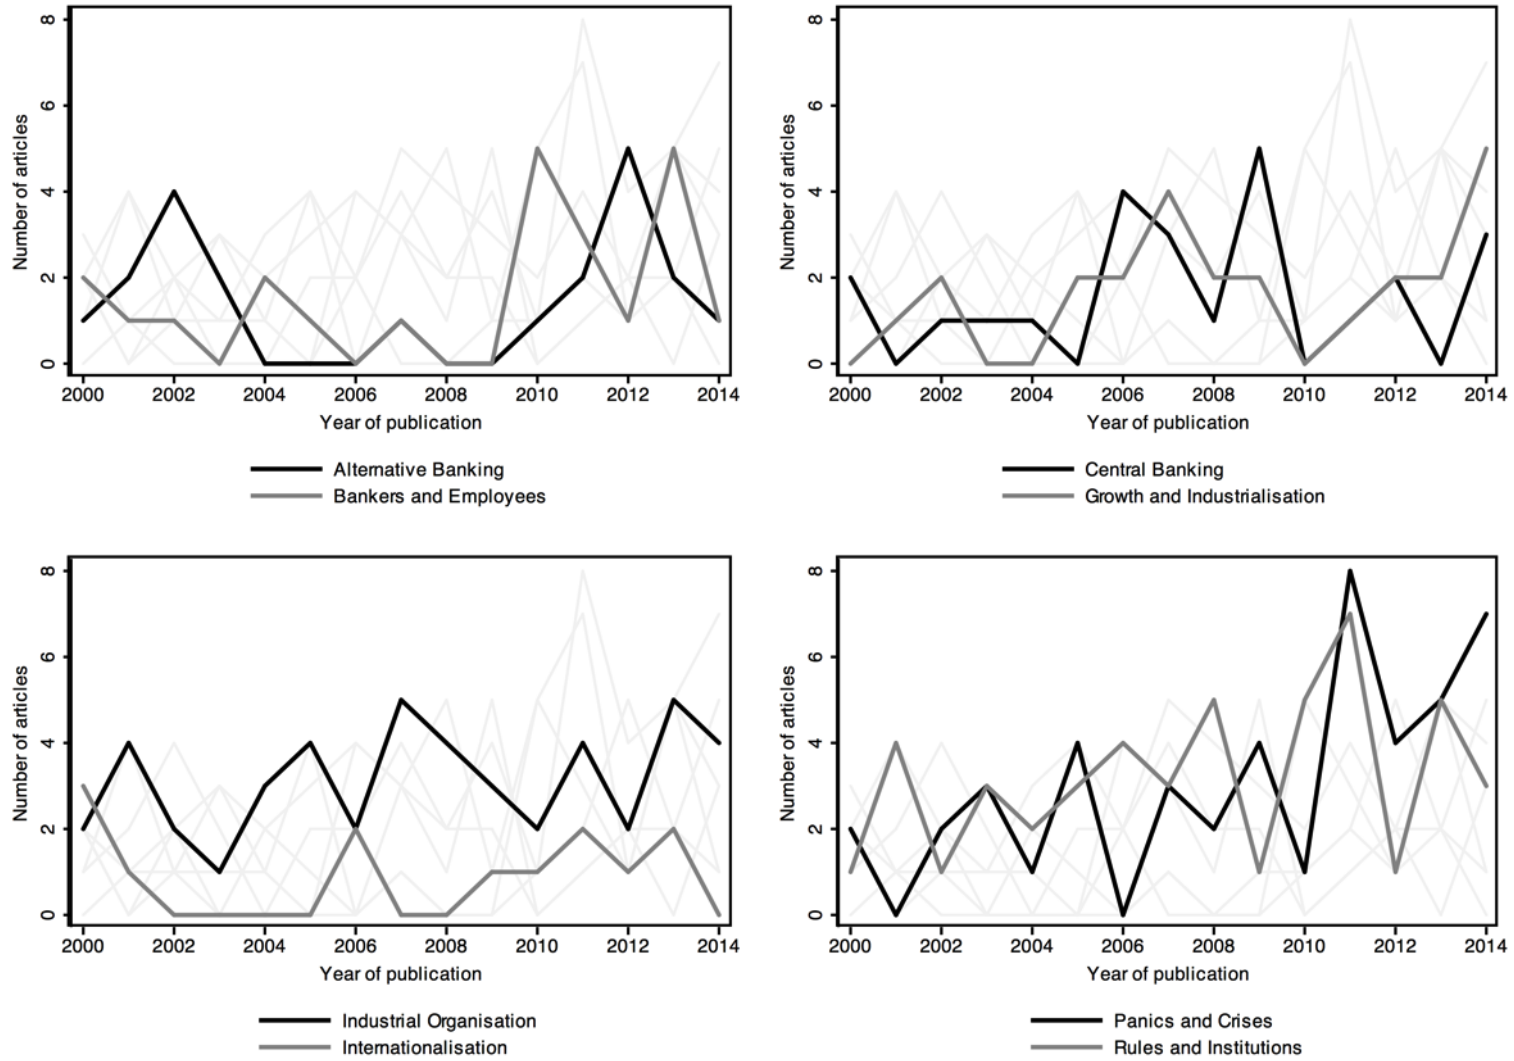 8
6
4
2
0
Number of articles
2000 2002 2004 2006 2008 2010 2012 2014
Year of publication
Alternative Banking
Bankers and Employees
8
6
4
2
0
Number of articles
2000 2002 2004 2006 2008 2010 2012 2014
Year of publication
Central Banking
Growth and Industrialisation
8
6
4
2
0
Number of articles
2000 2002 2004 2006 2008 2010 2012 2014
Year of publication
Industrial Organisation
Internationalisation
8
6
4
2
0
Number of articles
2000 2002 2004 2006 2008 2010 2012 2014
Year of publication
Panics and Crises
Rules and Institutions